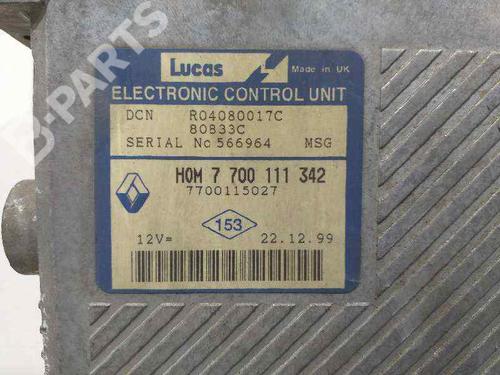 B-PARTS
Lucas Made in UK
ELECTRONIC CONTROL UNIT
DCN R04080017C
80833C
SERIAL No 566964 MSG
HOM 7 700 111 342
7700115027
153
12V= 22.12.99